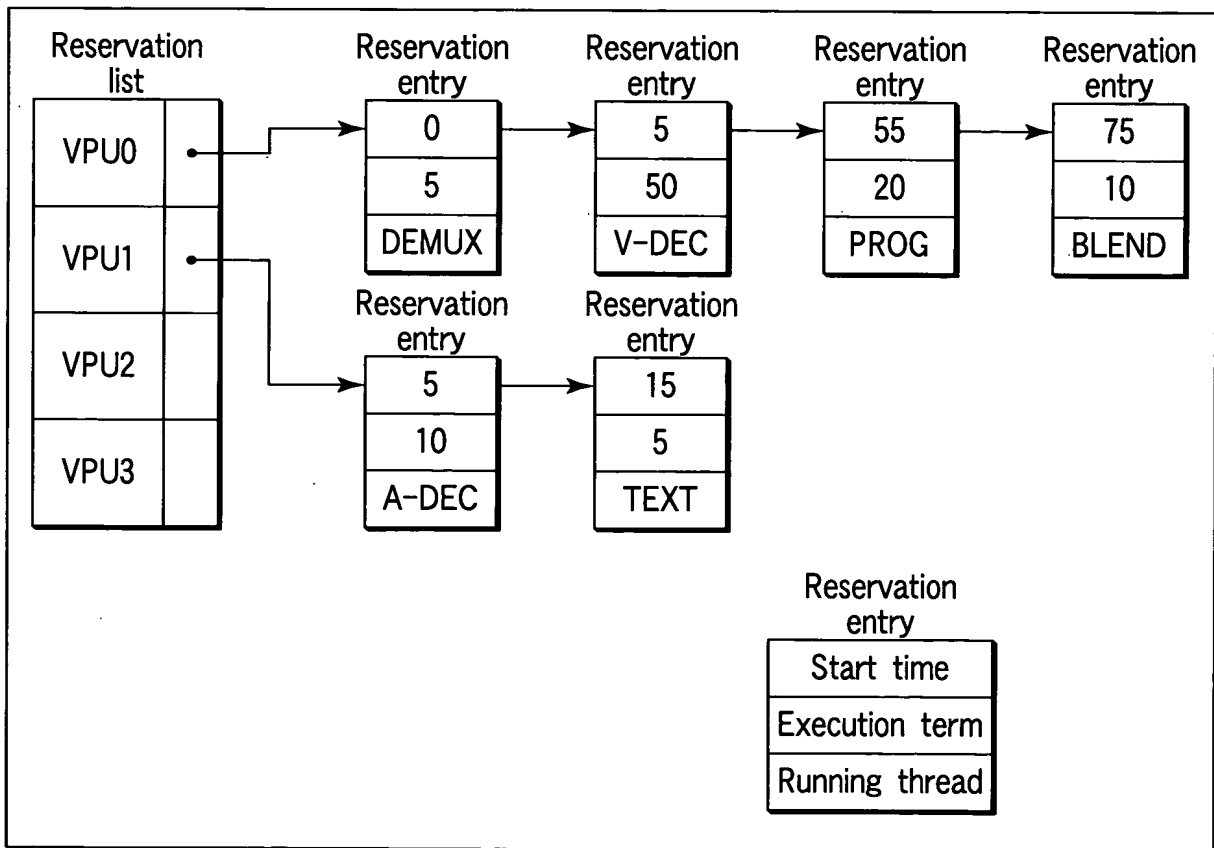 Reservation
list
VPU0
VPU1
VPU2
VPU3
Reservation
entry
0
5
DEMUX
Reservation
entry
5
50
V-DEC
Reservation
entry
55
20
PROG
Reservation
entry
75
10
BLEND
Reservation
entry
5
10
A-DEC
Reservation
entry
15
5
TEXT
Reservation
entry
Start time
Execution term
Running thread